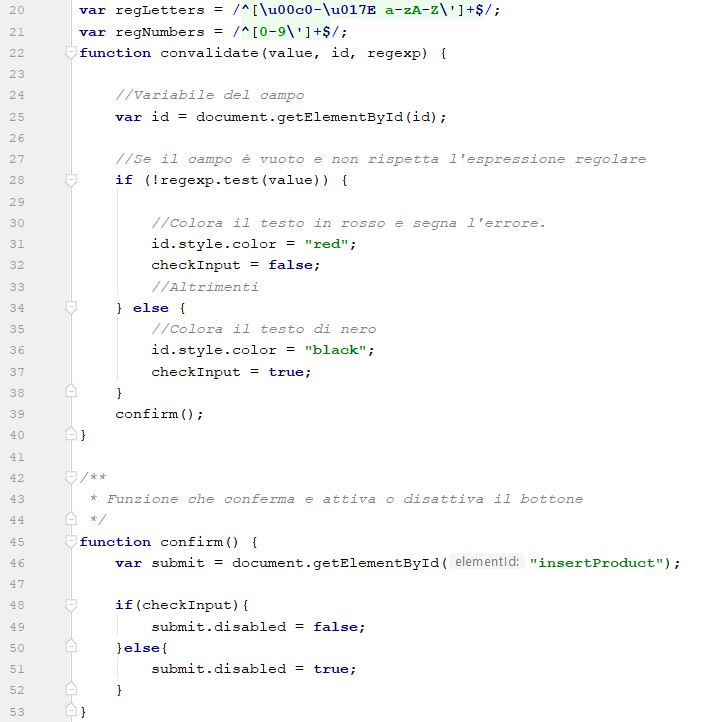 20 var regLetters = /^[\u00c0-\u017E a-zA-Z\']+$/;
21 var regNumbers = /^[0-9\']+$/;
22 function convalidate(value, id, regexp) {
23
24 //Variabile del campo
25 var id = document.getElementById(id);
26
27 //Se il campo è vuoto e non rispetta l'espressione regolare
28 if (!regexp.test(value)) {
29
30 //Colora il testo in rosso e segna l'errore.
31 id.style.color = "red";
32 checkInput = false;
33 //Altrimenti
34 } else {
35 //Colora il testo di nero
36 id.style.color = "black";
37 checkInput = true;
38 }
39 confirm();
40 }
41
42 /**
43 * Funzione che conferma e attiva o disattiva il bottone
44 */
45 function confirm() {
46 var submit = document.getElementById( elementId: "insertProduct");
47
48 if(checkInput){
49 submit.disabled = false;
50 }else{
51 submit.disabled = true;
52 }
53 }